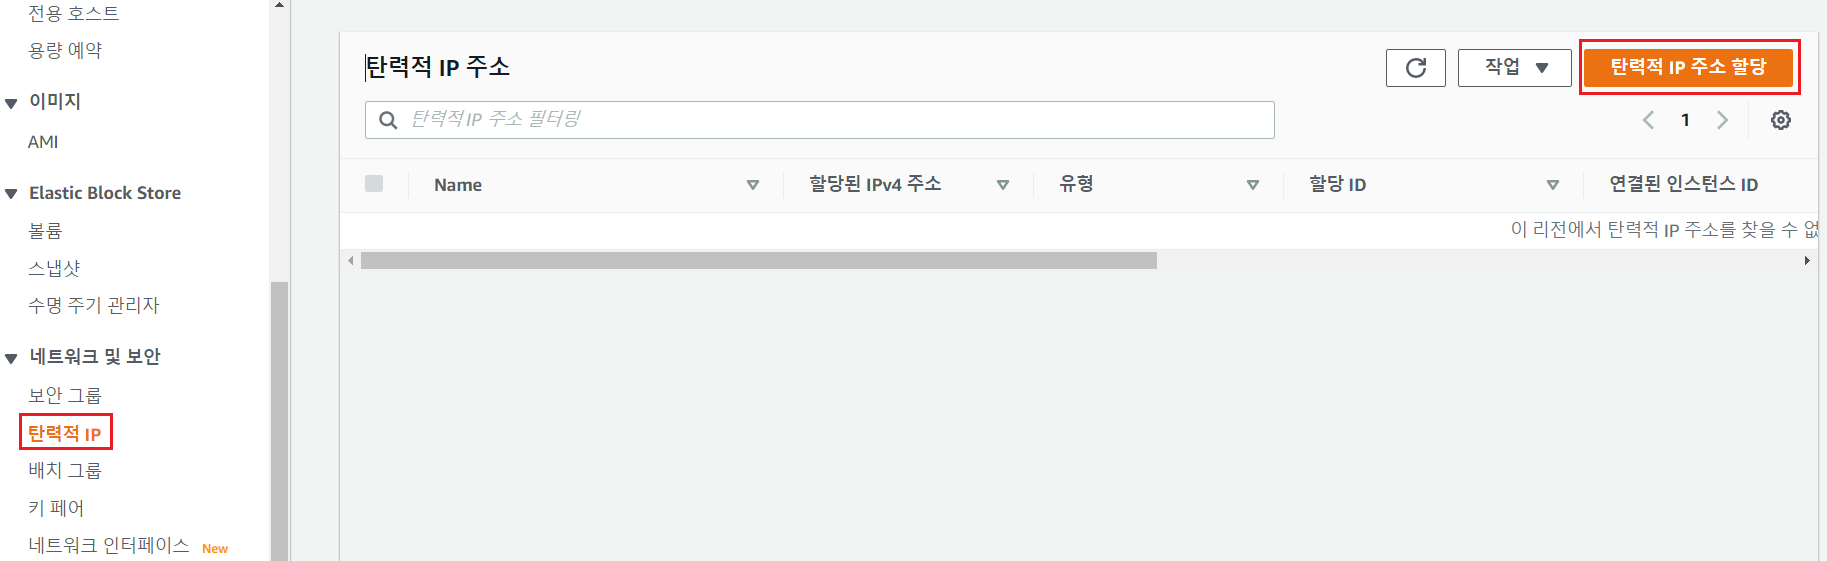 전용 호스트
용량 예약
이미지
AMI
Elastic Block Store
볼륨
스냅샷
수명 주기 관리자
네트워크 및 보안
보안 그룹
탄력적 IP
배치 그룹
키 페어
네트워크 인터페이스 New
탄력적 IP 주소
작업
탄력적 IP 주소 할당
탄력적 IP 주소 필터링
1
Name 할당된 IPv4 주소 유형 할당 ID 연결된 인스턴스 ID
이 리전에서 탄력적 IP 주소를 찾을 수 없